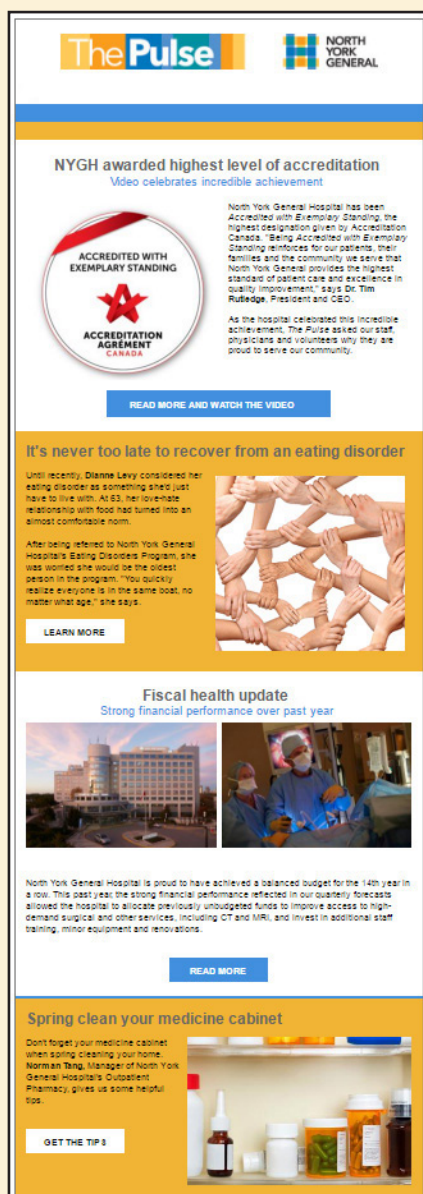 The Pulse
NORTH
YORK
GENERAL
NYGH awarded highest level of accreditation
Video celebrates incredible achievement
ACCREDITED WITH
EXEMPLARY STANDING
ACCREDITATION
AGRÉMENT
CANADA
North York General Hospital has been
Accredited with Exemplary Standing, the
highest designation given by Accreditation
Canada. "Being Accredited with Exemplary
Standing reinforces for our patients, their
families and the community we serve that
North York General provides the highest
standard of patient care and excellence in
quality improvement," says Dr. Tim
Rutledge, President and CEO.
As the hospital celebrated this incredible
achievement, The Pulse asked our staff,
physicians and volunteers why they are
proud to serve our community.
READ MORE AND WATCH THE VIDEO
It's never too late to recover from an eating disorder
Until recently, Dianne Levy considered her
eating disorder as something she'd just
have to live with. At 63, her love-hate
relationship with food had turned into an
almost comfortable norm.
After being referred to North York General
Hospital's Eating Disorders Program, she
was worried she would be the oldest
person in the program. "You quickly
realize everyone is in the same boat, no
matter what age," she says.
LEARN MORE
Fiscal health update
Strong financial performance over past year
North York General Hospital is proud to have achieved a balanced budget for the 14th year in
a row. This past year, the strong financial performance reflected in our quarterly forecasts
allowed the hospital to allocate previously unbudgeted funds to improve access to high-
demand surgical and other services, including CT and MRI, and invest in additional staff
training, minor equipment and renovations.
READ MORE
Spring clean your medicine cabinet
Don't forget your medicine cabinet
when spring cleaning your home.
Norman Tang, Manager of North York
General Hospital's Outpatient
Pharmacy, gives us some helpful
tips.
GET THE TIPS